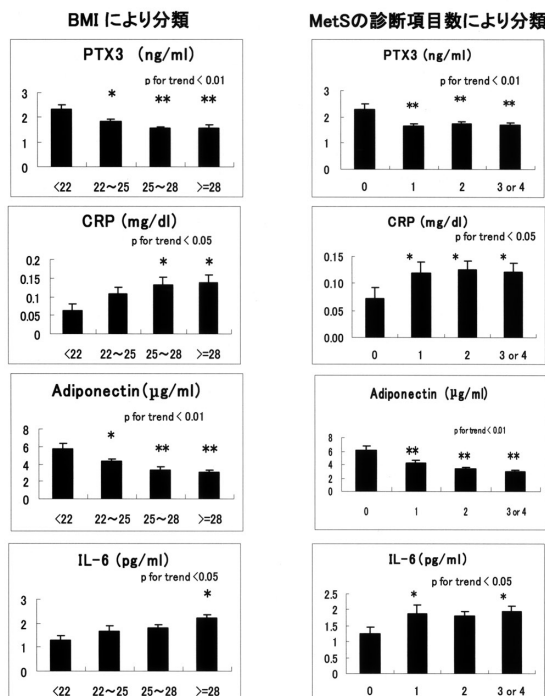 BMI により分類
PTX3 (ng/ml)
p for trend < 0.01
3
2
1
0
* ** **
<22 22～25 25～28 >=28
CRP (mg/dl)
p for trend < 0.05
0.2
0.15
0.1
0.05
0
* *
<22 22～25 25～28 >=28
Adiponectin(μg/ml)
p for trend < 0.01
8
6
4
2
0
* ** **
<22 22～25 25～28 >=28
IL-6 (pg/ml)
p for trend <0.05
3
2
1
0
*
<22 22～25 25～28 >=28
MetSの診断項目数により分類
PTX3 (ng/ml)
p for trend < 0.01
3
2
1
0
** ** **
0 1 2 3 or 4
CRP (mg/dl)
p for trend < 0.05
0.15
0.10
0.05
0.00
* * *
0 1 2 3 or 4
Adiponectin (μg/ml)
p for trend < 0.01
8
6
4
2
0
** ** **
0 1 2 3 or 4
IL-6(pg/ml)
p for trend < 0.05
2.5
2
1.5
1
0.5
0
* *
0 1 2 3 or 4